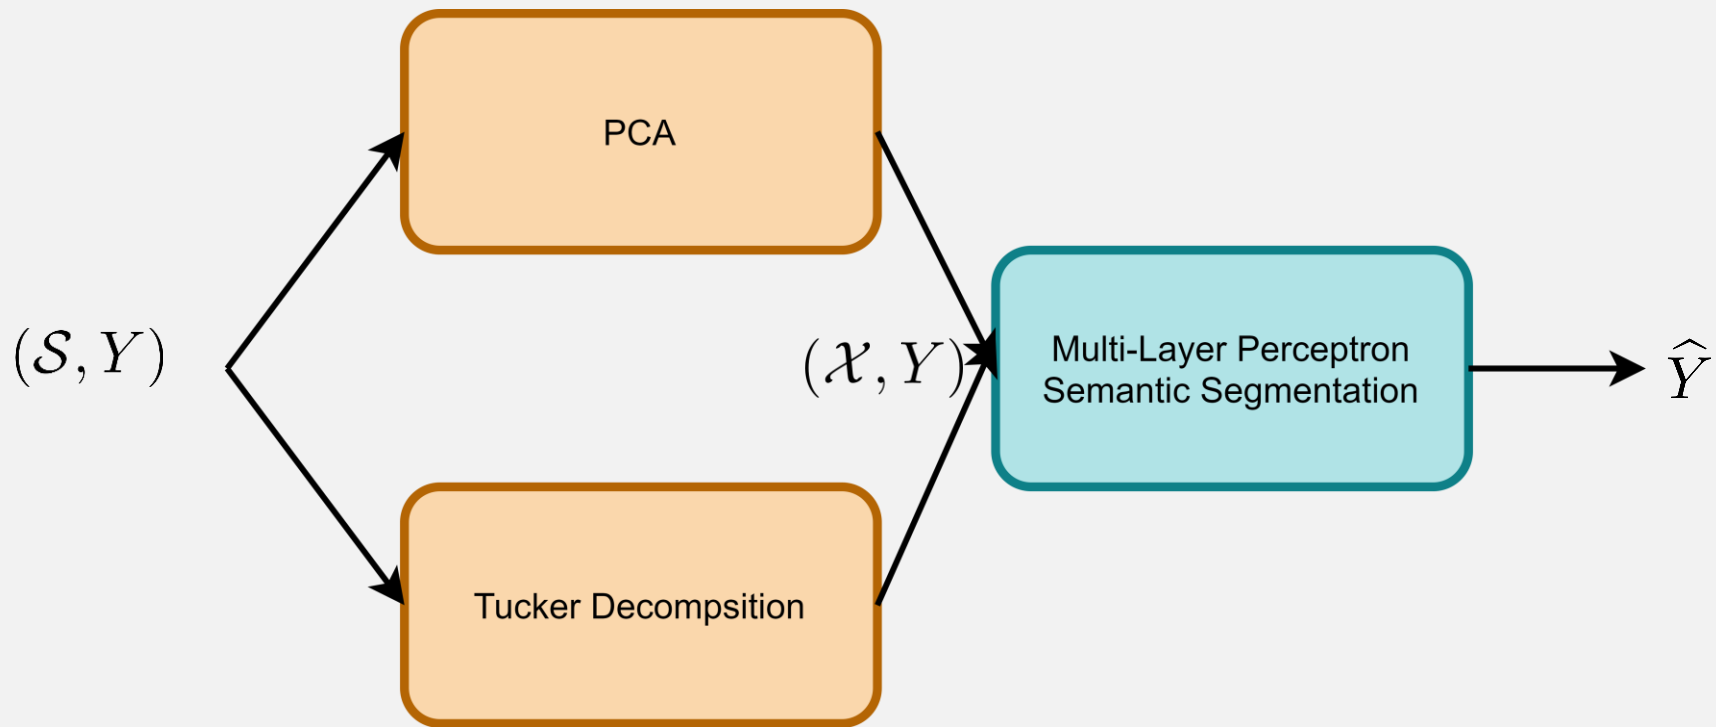 PCA
(𝒮, Y)
(𝒳, Y)
Multi-Layer Perceptron
Semantic Segmentation
Ŷ
Tucker Decompsition